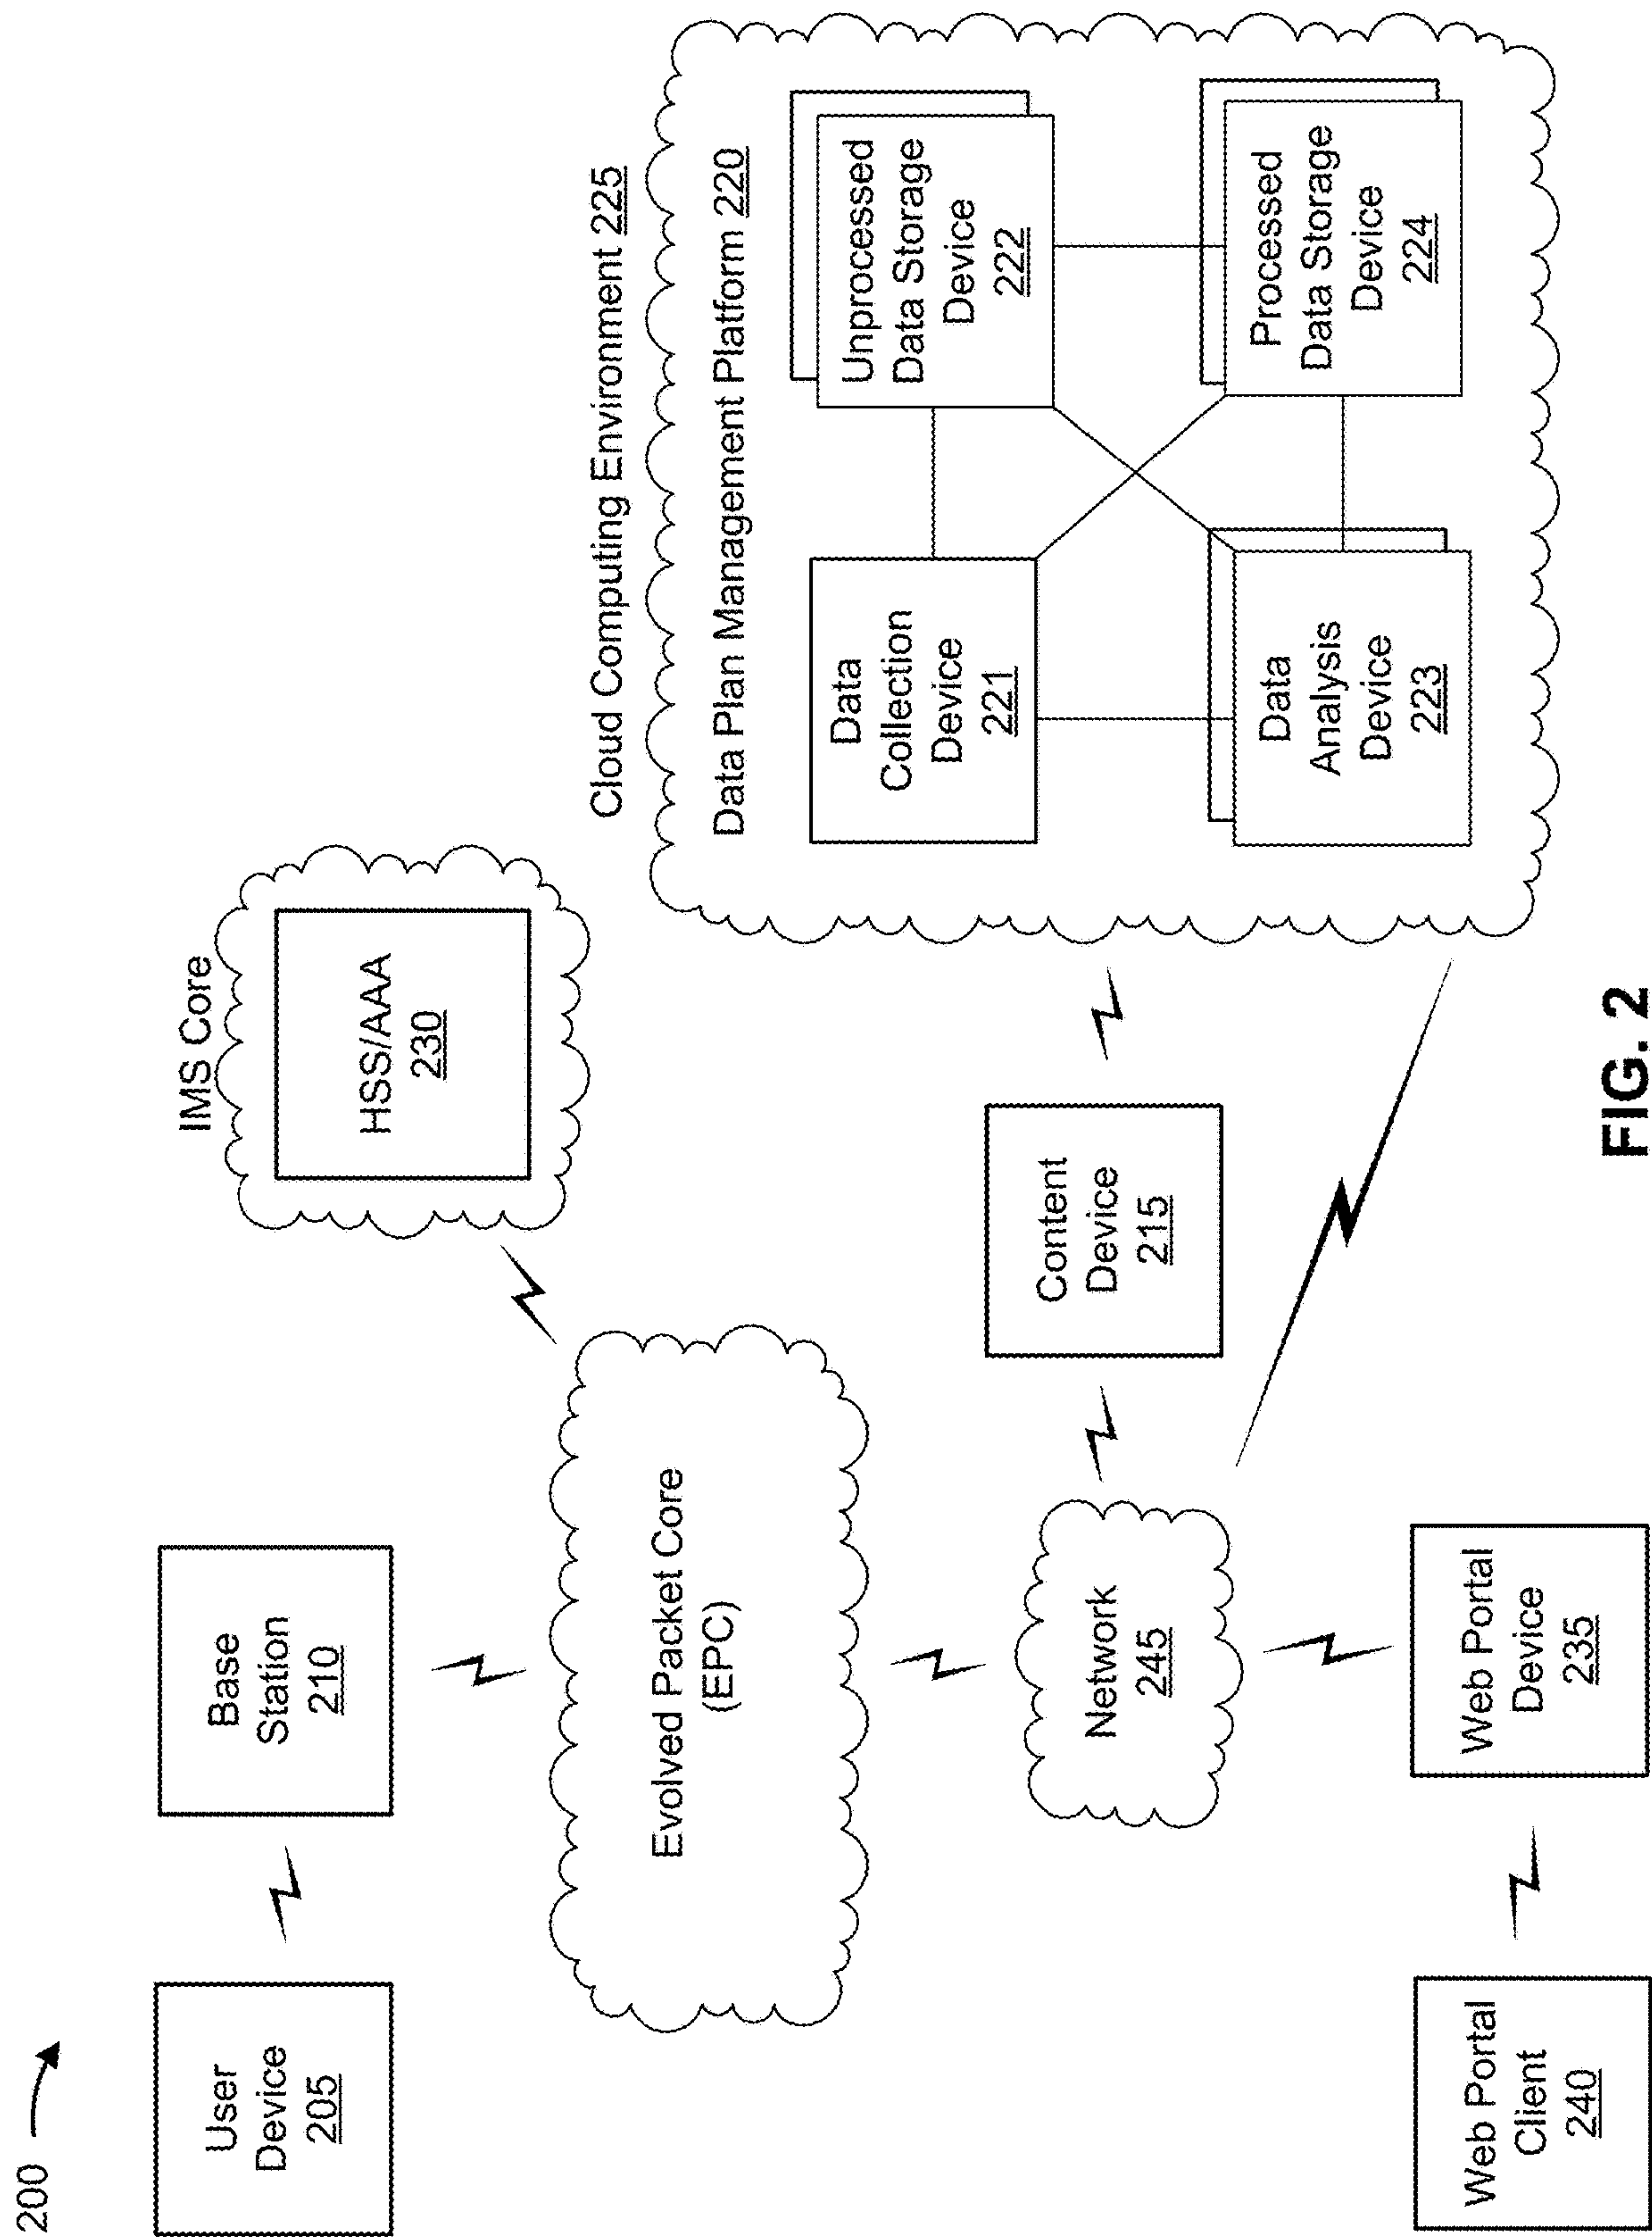 200
User
Device
205
Base
Station
210
IMS Core
HSS/AAA
230
Evolved Packet Core
(EPC)
Cloud Computing Environment 225
Data Plan Management Platform 220
Data
Collection
Device
221
Unprocessed
Data Storage
Device
222
Data
Analysis
Device
223
Processed
Data Storage
Device
224
Network
245
Content
Device
215
Web Portal
Client
240
Web Portal
Device
235
FIG. 2